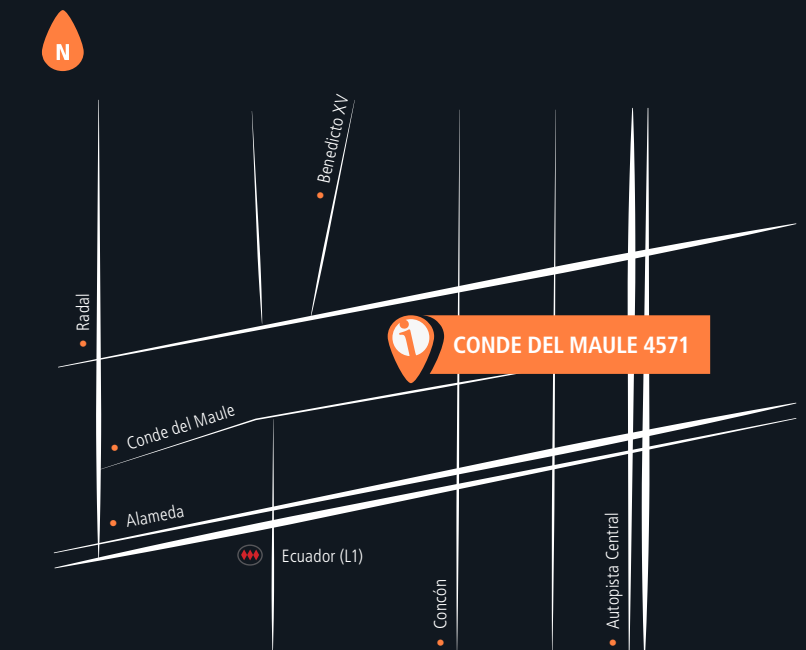 N
Benedicto XV
Radal
CONDE DEL MAULE 4571
Conde del Maule
Alameda
Ecuador (L1)
Concón
Autopista Central